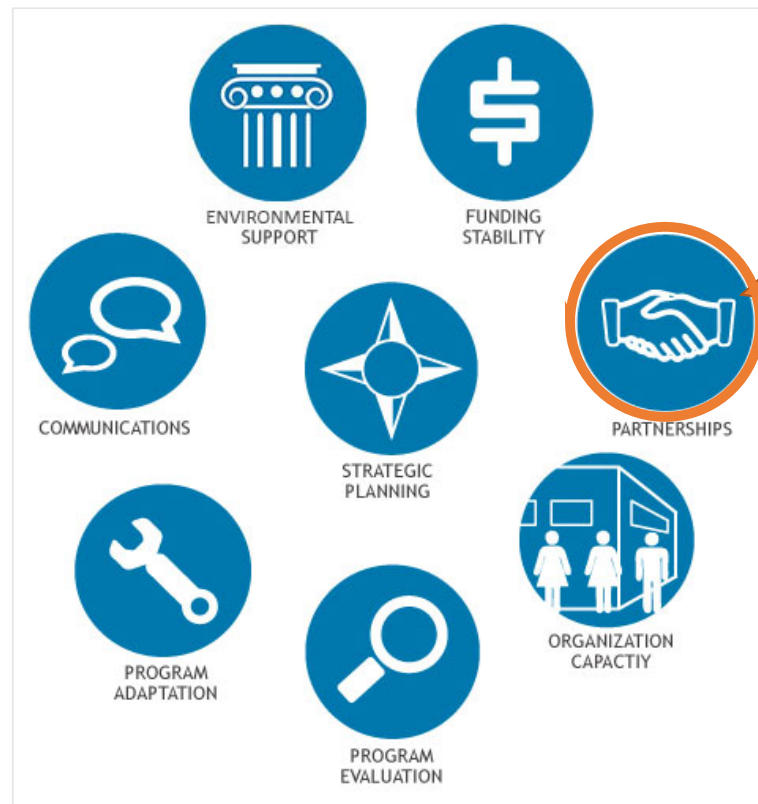 ENVIRONMENTAL
SUPPORT
FUNDING
STABILITY
COMMUNICATIONS
PARTNERSHIPS
STRATEGIC
PLANNING
ORGANIZATION
CAPACTIY
PROGRAM
ADAPTATION
PROGRAM
EVALUATION